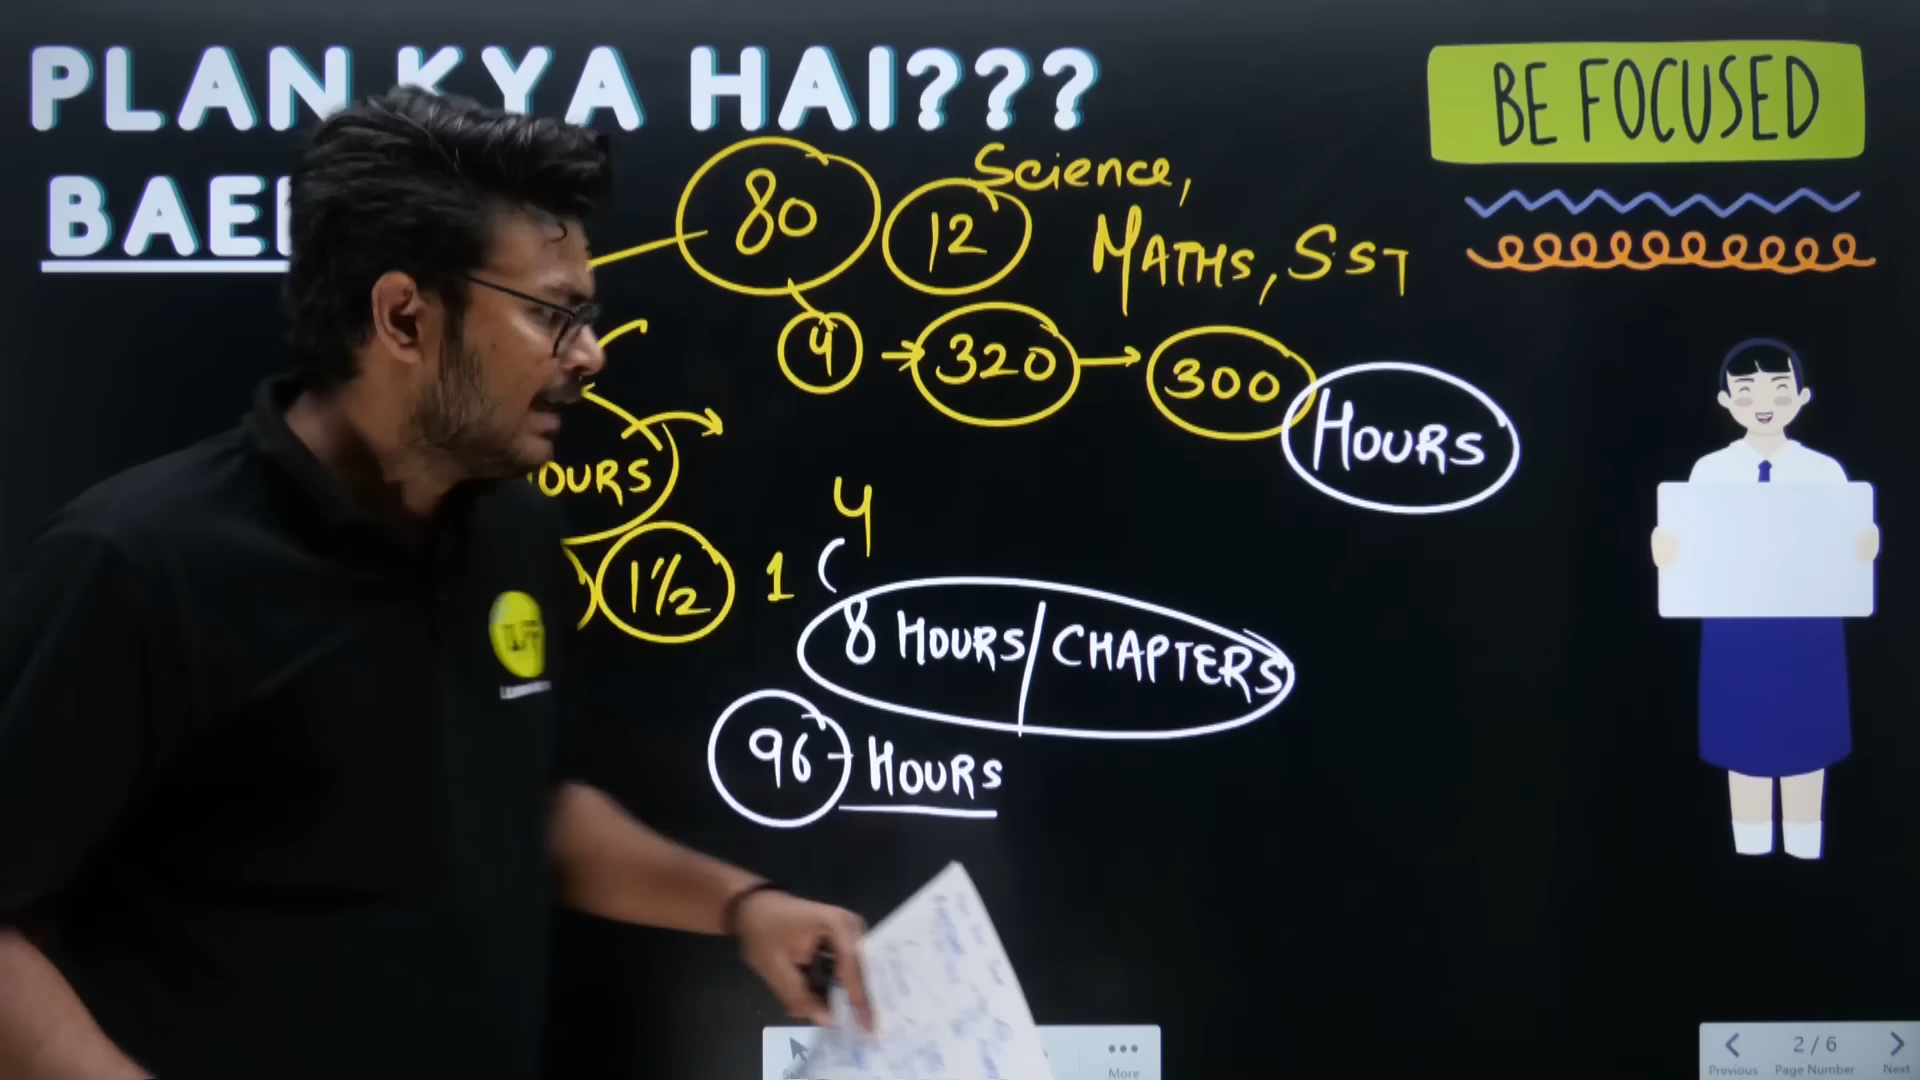 PLAN KYA HAI???
BE FOCUSED
BAE
80
12
Science,
MATHS, SST
4 → 320 → 300
HOURS
OURS
1½
1
4
8 HOURS/CHAPTERS
96 - HOURS
More
2 / 6
Previous
Page Number
Next